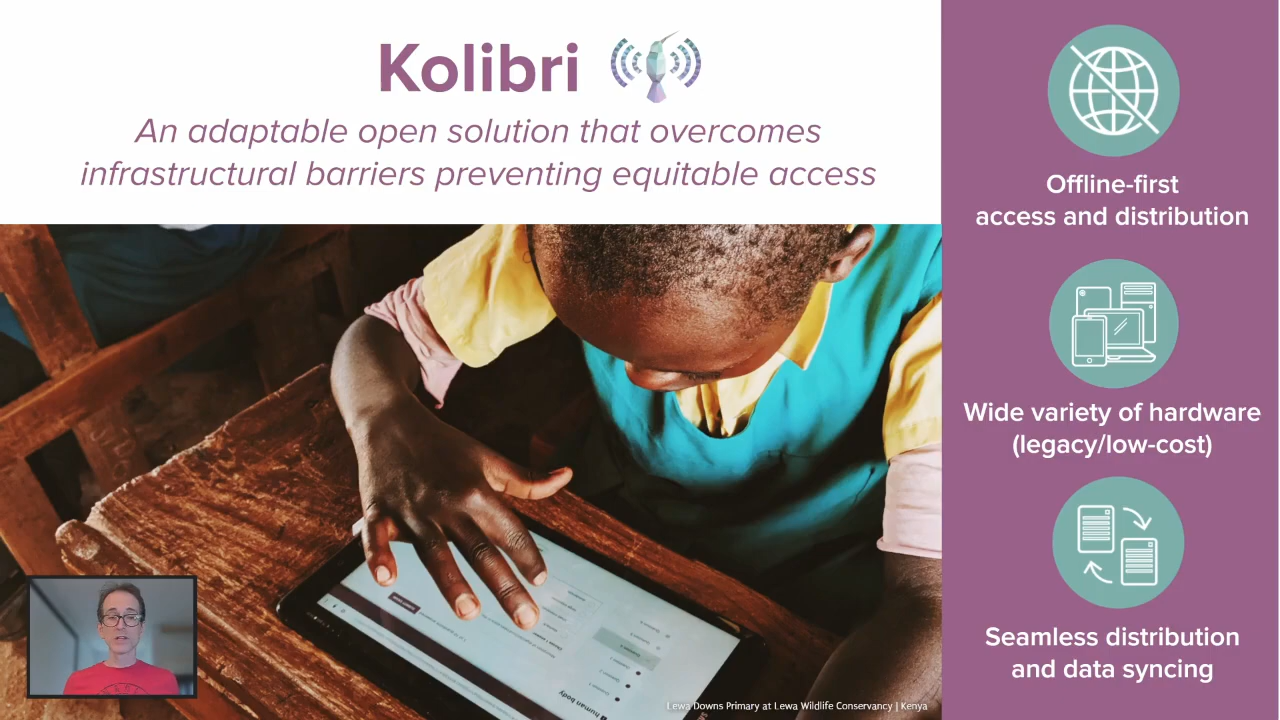 Kolibri
An adaptable open solution that overcomes
infrastructural barriers preventing equitable access
Offline-first
access and distribution
Wide variety of hardware
(legacy/low-cost)
Seamless distribution
and data syncing
human body
Lewa Downs Primary at Lewa Wildlife Conservancy | Kenya